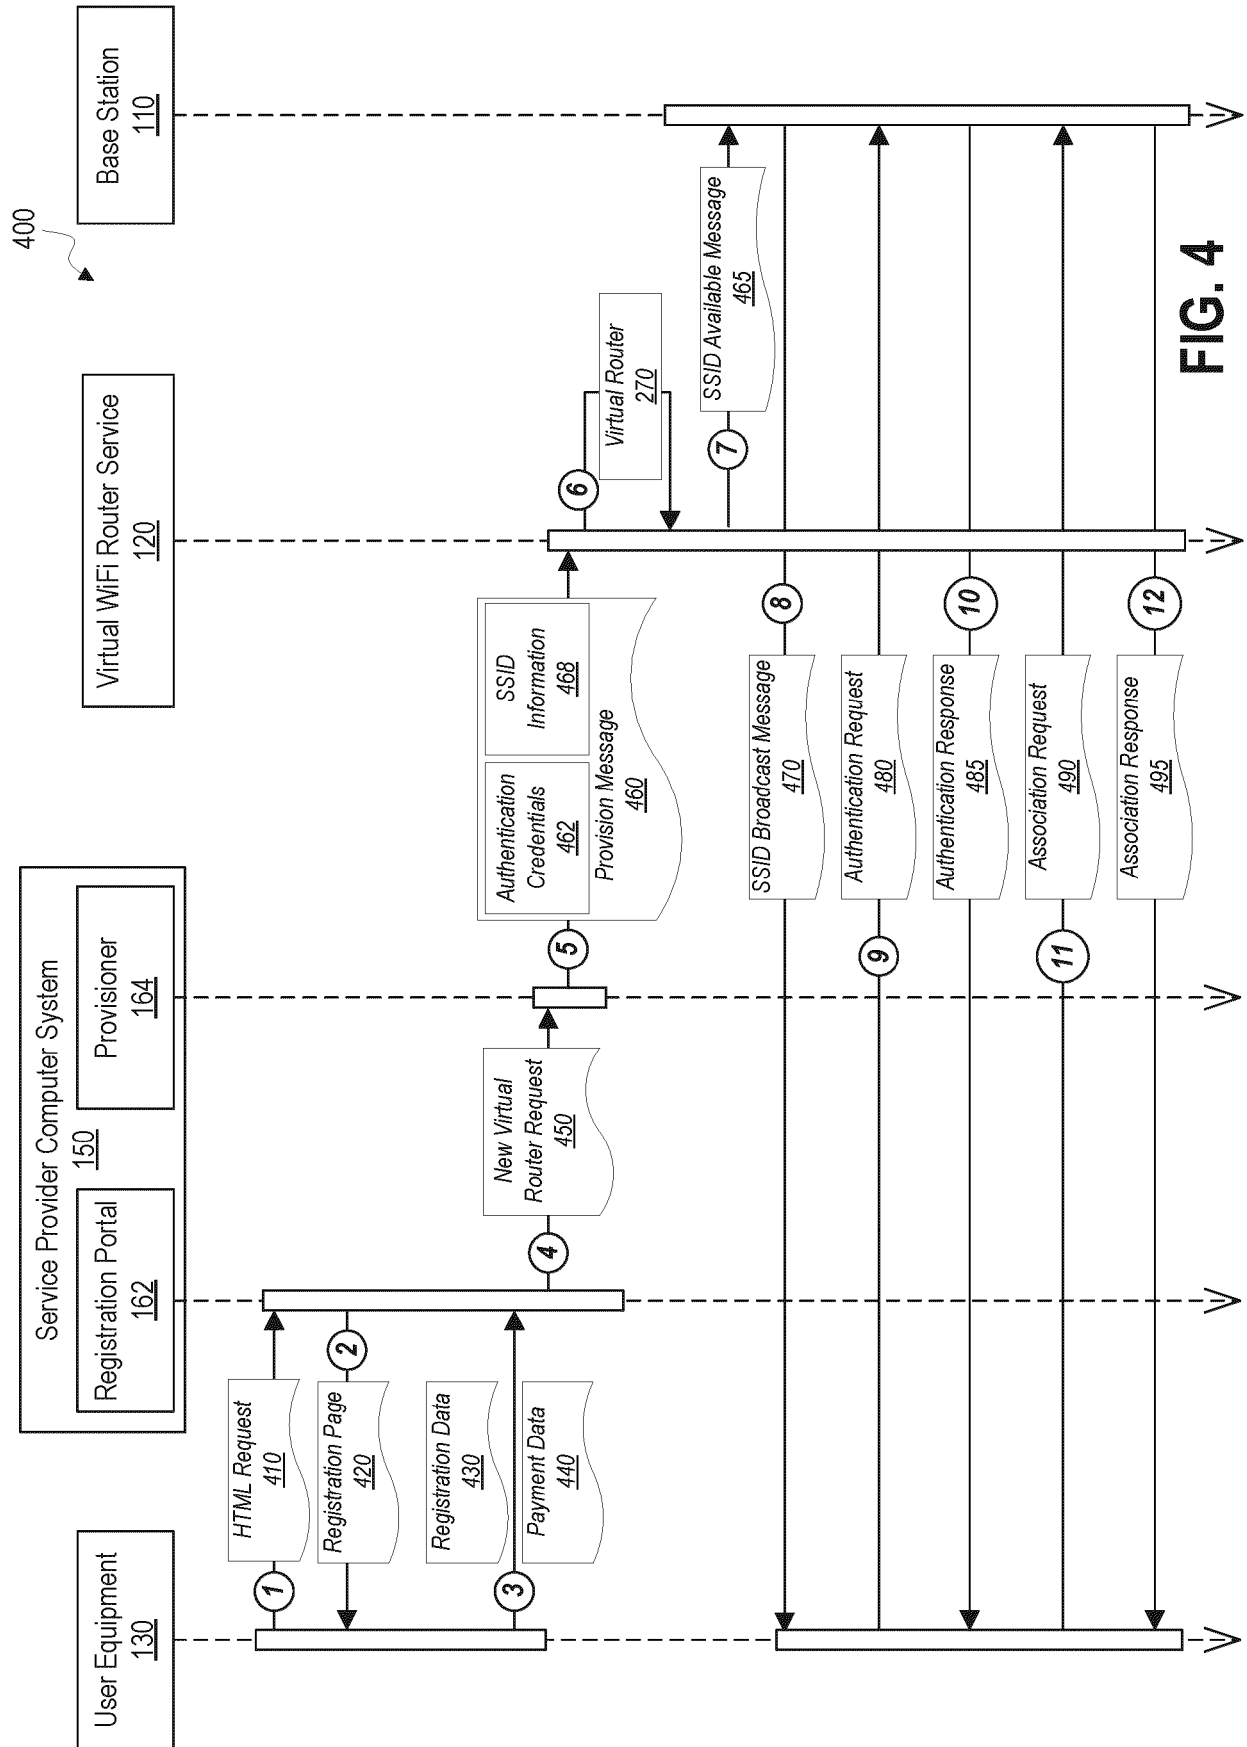 400
Service Provider Computer System
150
User Equipment
130
Registration Portal
162
Provisioner
164
Virtual WiFi Router Service
120
Base Station
110
1
HTML Request
410
2
Registration Page
420
3
Registration Data
430
Payment Data
440
4
New Virtual
Router Request
450
5
Authentication
Credentials
462
SSID
Information
468
Provision Message
460
6
Virtual Router
270
7
SSID Available Message
465
8
SSID Broadcast Message
470
9
Authentication Request
480
10
Authentication Response
485
11
Association Request
490
12
Association Response
495
FIG. 4